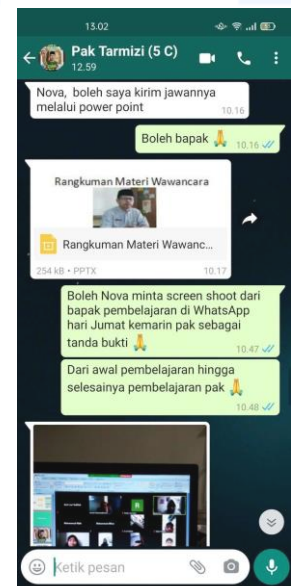 13.02
Pak Tarmizi (5 C)
12.59
Nova, boleh saya kirim jawannya
melalui power point
10.16
Boleh bapak 🙏
10.16
Rangkuman Materi Wawancara
Rangkuman Materi Wawanc...
254 kB • PPTX
10.17
Boleh Nova minta screen shoot dari
bapak pembelajaran di WhatsApp
hari Jumat kemarin pak sebagai
tanda bukti 🙏
10.47
Dari awal pembelajaran hingga
selesainya pembelajaran pak 🙏
10.48
Ketik pesan